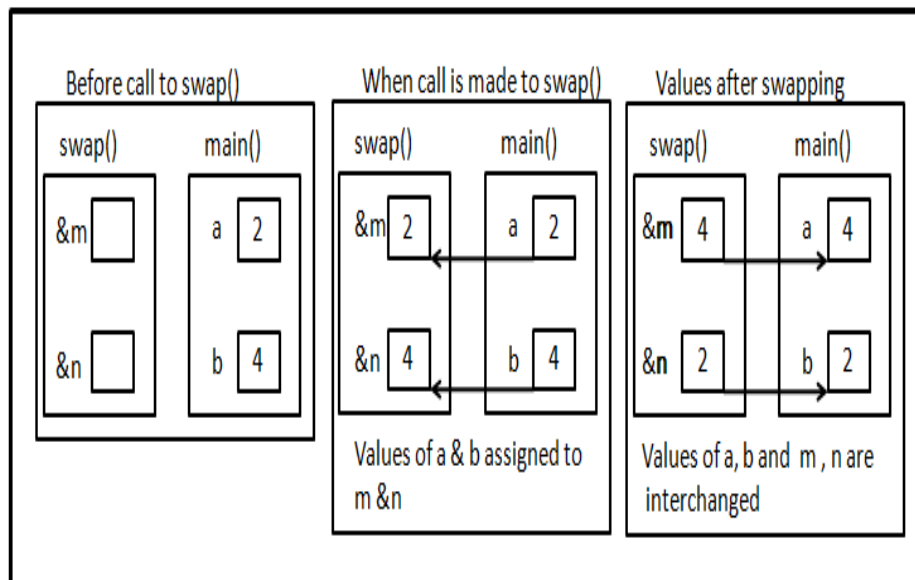 Before call to swap()
swap() main()
&m a 2
&n b 4
When call is made to swap()
swap() main()
&m 2 a 2
&n 4 b 4
Values of a & b assigned to
m &n
Values after swapping
swap() main()
&m 4 a 4
&n 2 b 2
Values of a, b and m , n are
interchanged